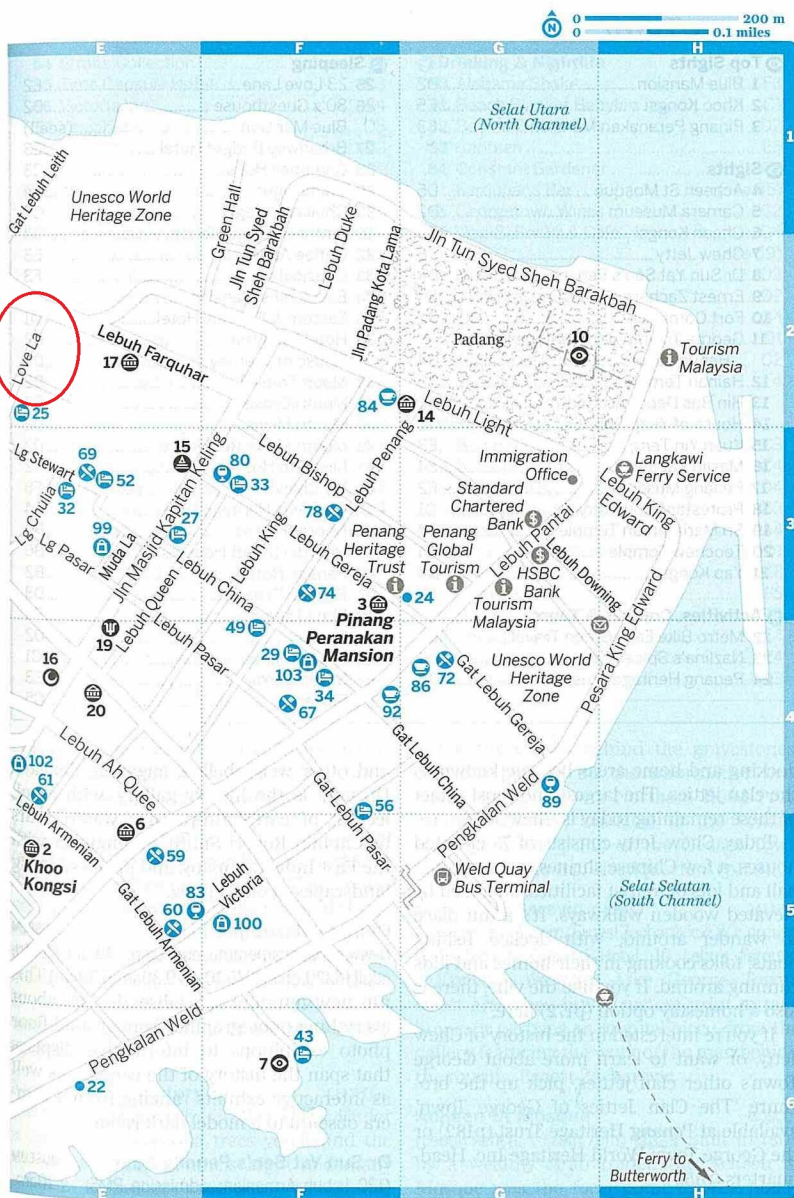 0 200 m
0 0.1 miles
E F G H
Selat Utara
(North Channel)
1
Gat Lebuh Leith
Unesco World
Heritage Zone
Green Hall
Jln Tun Syed
Sheh Barakbah
Lebuh Duke
Jln Padang Kota Lama
Jln Tun Syed Sheh Barakbah
2
Love La
Lebuh Farquhar
17
Padang
10
Tourism
Malaysia
25
84
14
Lebuh Light
15
69
Lg Stewart
52
32
Lg Chulia
80
33
Lebuh Bishop
78
Lebuh Penang
Immigration
Office
Langkawi
Ferry Service
Standard
Chartered
Bank
Lebuh King
Edward
3
99
Lg Pasar
Muda La
Jln Masjid Kapitan Keling
27
Lebuh King
Lebuh Gereja
Penang
Heritage
Trust
Penang
Global
Tourism
Lebuh Pantai
Lebuh Downing
HSBC
Bank
Lebuh Queen
Lebuh China
74
3
Pinang
Peranakan
Mansion
24
Tourism
Malaysia
Pesara King Edward
19
Lebuh Pasar
49
16
20
29
103
34
67
92
86
72
Unesco World
Heritage
Zone
Gat Lebuh Gereja
4
102
61
Lebuh Ah Quee
Gat Lebuh China
Pengkalan Weld
89
56
Gat Lebuh Pasar
Lebuh Armenian
6
2
Khoo
Kongsi
59
Weld Quay
Bus Terminal
Selat Selatan
(South Channel)
5
83
60
Lebuh
Victoria
100
Gat Lebuh Armenian
Pengkalan Weld
43
7
22
6
Ferry to
Butterworth